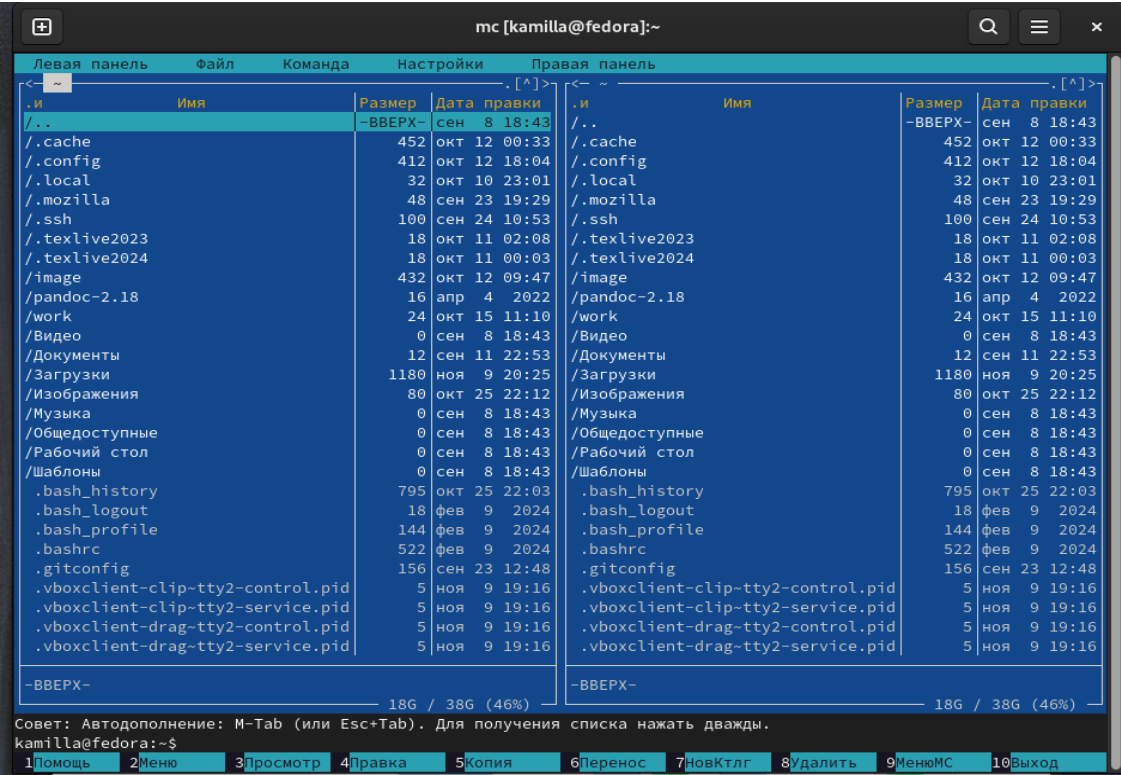 mc [kamilla@fedora]:~
Левая панель Файл Команда Настройки Правая панель
<─ ~ ─.[^]>┐┌<─ ~ ─.[^]>┐
.и Имя Размер Дата правки .и Имя Размер Дата правки
/.. -ВВЕРХ- сен 8 18:43 /.. -ВВЕРХ- сен 8 18:43
/.cache 452 окт 12 00:33 /.cache 452 окт 12 00:33
/.config 412 окт 12 18:04 /.config 412 окт 12 18:04
/.local 32 окт 10 23:01 /.local 32 окт 10 23:01
/.mozilla 48 сен 23 19:29 /.mozilla 48 сен 23 19:29
/.ssh 100 сен 24 10:53 /.ssh 100 сен 24 10:53
/.texlive2023 18 окт 11 02:08 /.texlive2023 18 окт 11 02:08
/.texlive2024 18 окт 11 00:03 /.texlive2024 18 окт 11 00:03
/image 432 окт 12 09:47 /image 432 окт 12 09:47
/pandoc-2.18 16 апр 4 2022 /pandoc-2.18 16 апр 4 2022
/work 24 окт 15 11:10 /work 24 окт 15 11:10
/Видео 0 сен 8 18:43 /Видео 0 сен 8 18:43
/Документы 12 сен 11 22:53 /Документы 12 сен 11 22:53
/Загрузки 1180 ноя 9 20:25 /Загрузки 1180 ноя 9 20:25
/Изображения 80 окт 25 22:12 /Изображения 80 окт 25 22:12
/Музыка 0 сен 8 18:43 /Музыка 0 сен 8 18:43
/Общедоступные 0 сен 8 18:43 /Общедоступные 0 сен 8 18:43
/Рабочий стол 0 сен 8 18:43 /Рабочий стол 0 сен 8 18:43
/Шаблоны 0 сен 8 18:43 /Шаблоны 0 сен 8 18:43
.bash_history 795 окт 25 22:03 .bash_history 795 окт 25 22:03
.bash_logout 18 фев 9 2024 .bash_logout 18 фев 9 2024
.bash_profile 144 фев 9 2024 .bash_profile 144 фев 9 2024
.bashrc 522 фев 9 2024 .bashrc 522 фев 9 2024
.gitconfig 156 сен 23 12:48 .gitconfig 156 сен 23 12:48
.vboxclient-clip~tty2-control.pid 5 ноя 9 19:16 .vboxclient-clip~tty2-control.pid 5 ноя 9 19:16
.vboxclient-clip~tty2-service.pid 5 ноя 9 19:16 .vboxclient-clip~tty2-service.pid 5 ноя 9 19:16
.vboxclient-drag~tty2-control.pid 5 ноя 9 19:16 .vboxclient-drag~tty2-control.pid 5 ноя 9 19:16
.vboxclient-drag~tty2-service.pid 5 ноя 9 19:16 .vboxclient-drag~tty2-service.pid 5 ноя 9 19:16
-ВВЕРХ- -ВВЕРХ-
18G / 38G (46%) 18G / 38G (46%)
Совет: Автодополнение: M-Tab (или Esc+Tab). Для получения списка нажать дважды.
kamilla@fedora:~$
1Помощь 2Меню 3Просмотр 4Правка 5Копия 6Перенос 7НовКтлг 8Удалить 9МенюMC 10Выход